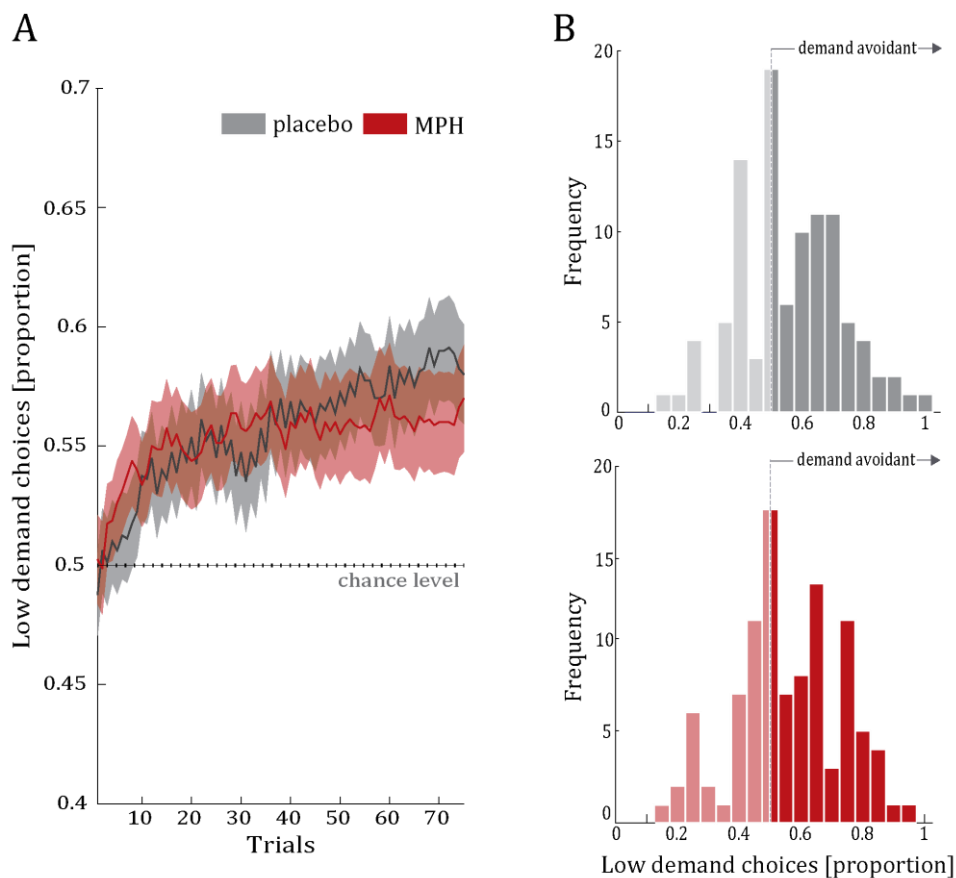 A
0.7
0.65
0.6
0.55
0.5
0.45
0.4
Low demand choices [proportion]
placebo
MPH
chance level
10 20 30 40 50 60 70
Trials
B
demand avoidant
20
15
10
5
0
Frequency
0 0.2 0.4 0.6 0.8 1
demand avoidant
20
15
10
5
0
Frequency
0 0.2 0.4 0.6 0.8 1
Low demand choices [proportion]